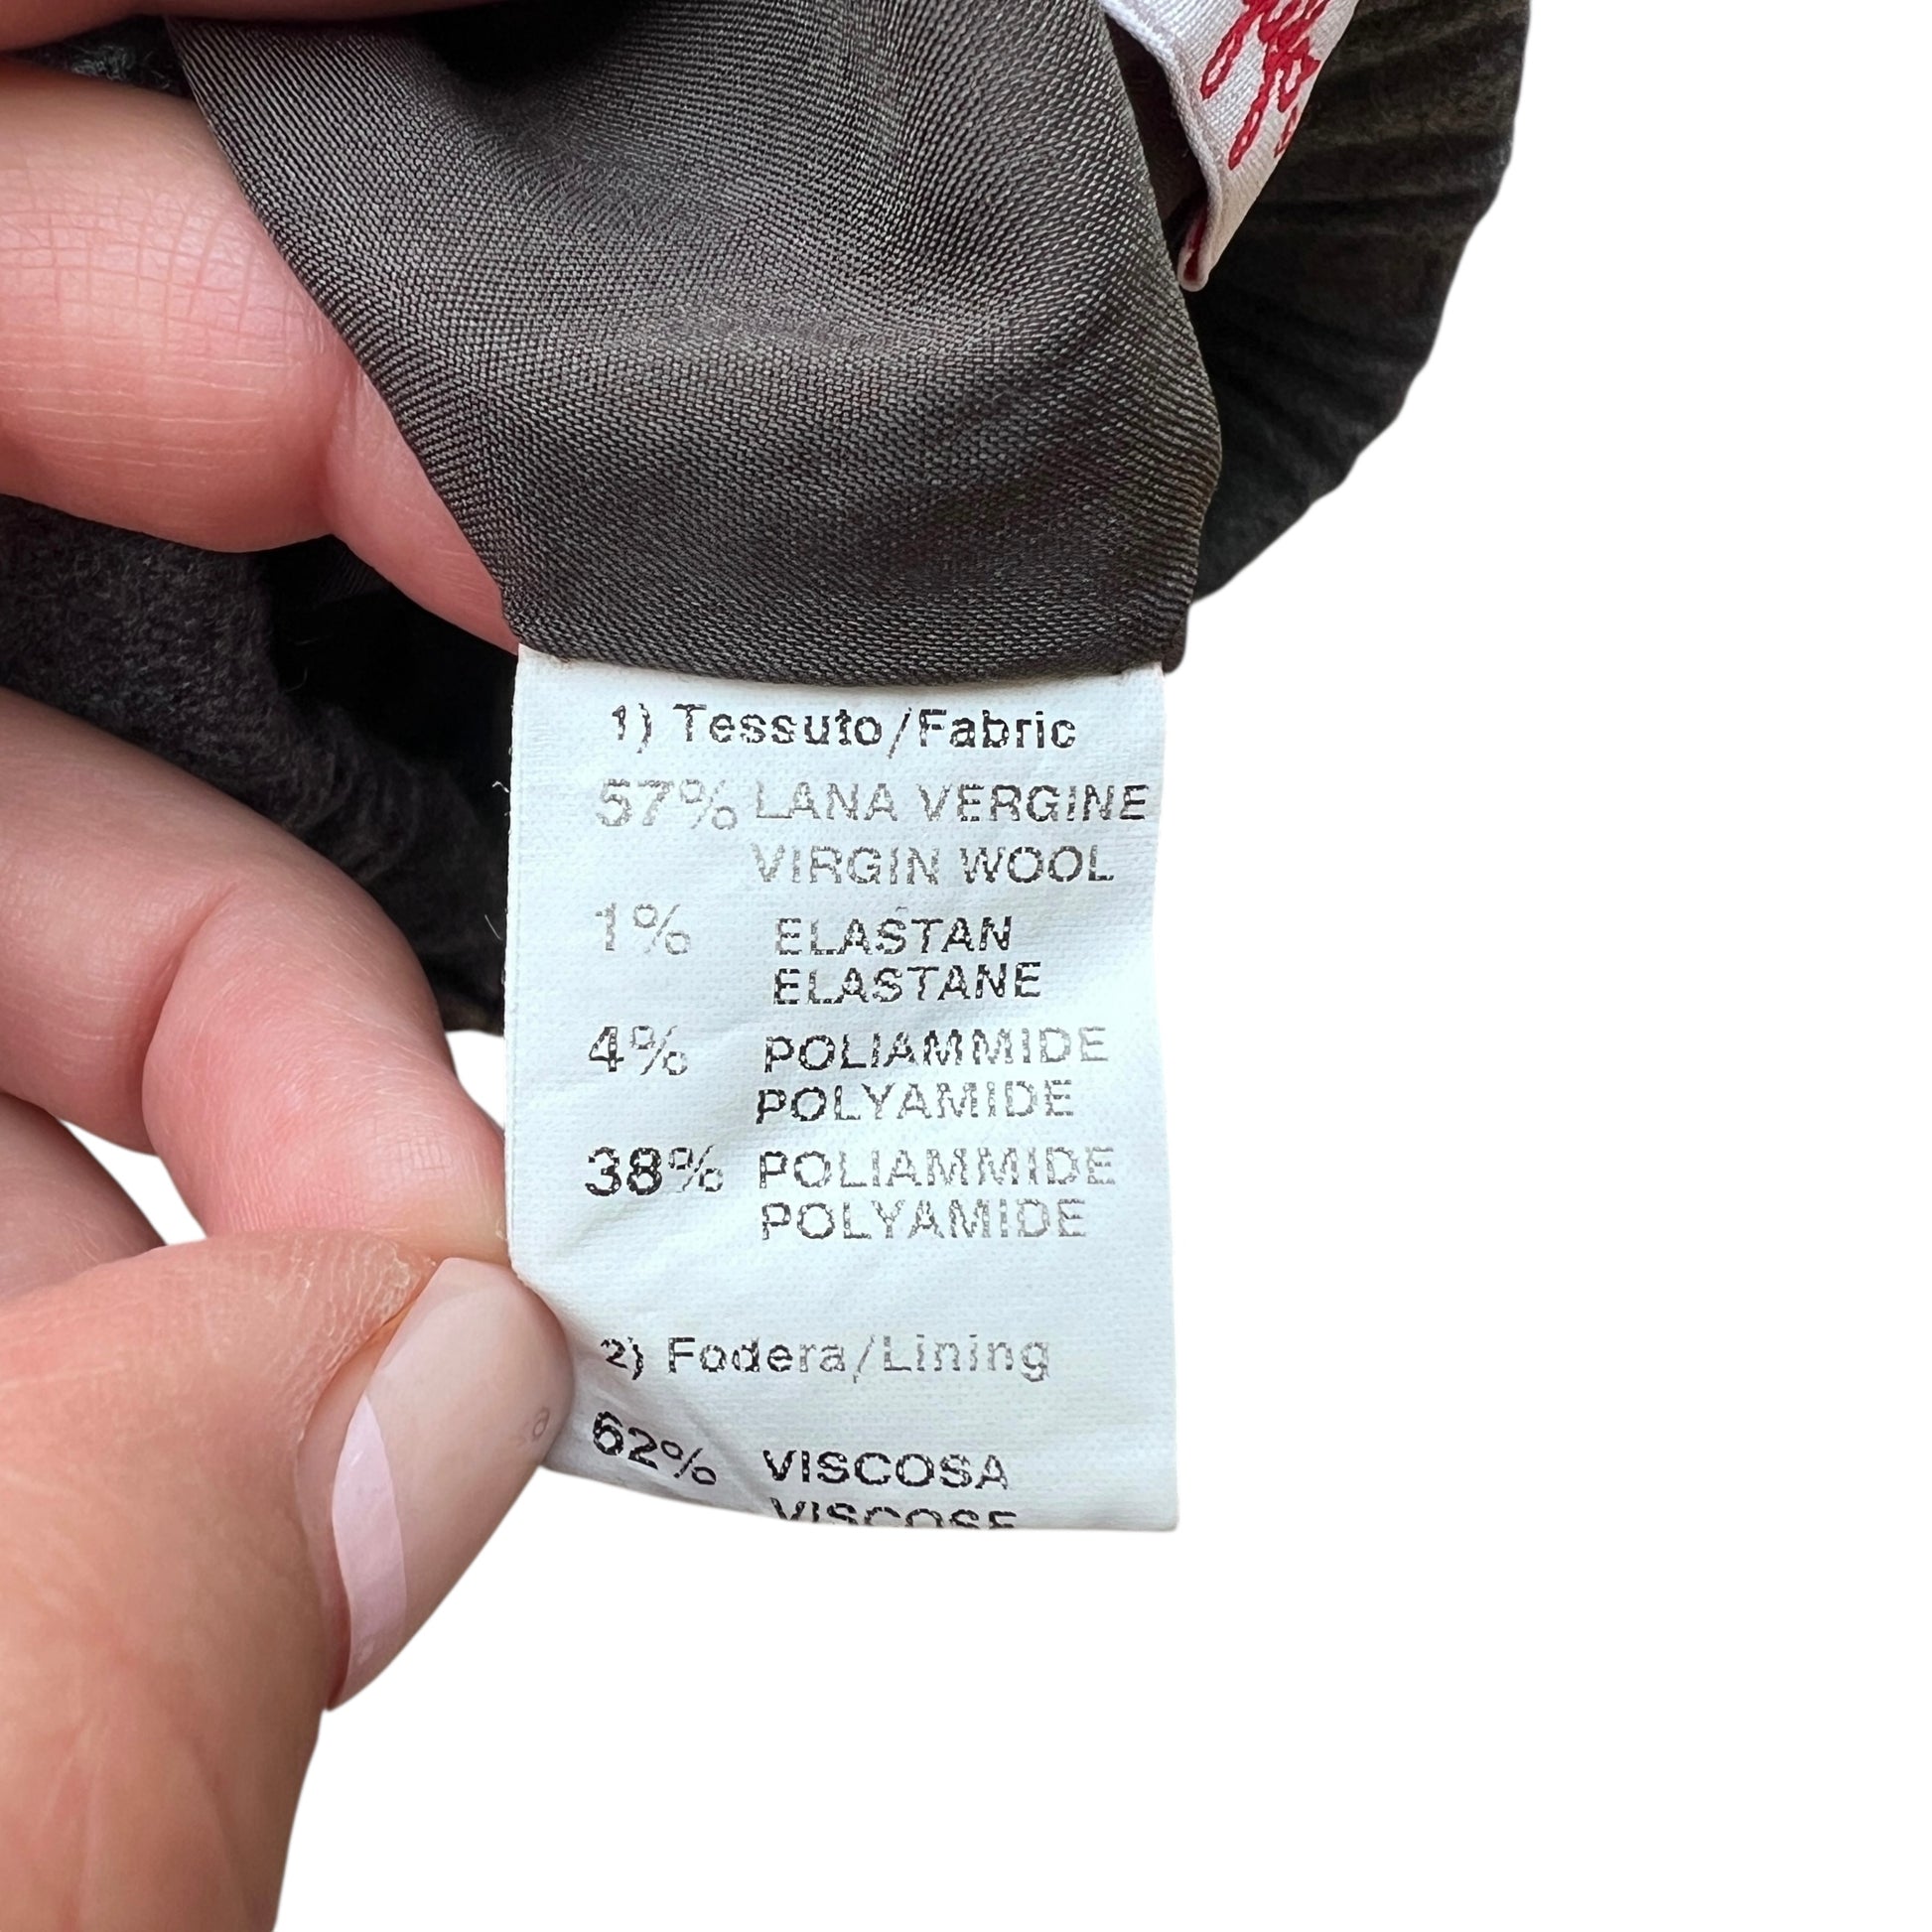 1) Tessuto/Fabric
57% LANA VERGINE
VIRGIN WOOL
1% ELASTAN
ELASTANE
4% POLIAMMIDE
POLYAMIDE
38% POLIAMMIDE
POLYAMIDE
2) Fodera/Lining
62% VISCOSA
VISCOSE